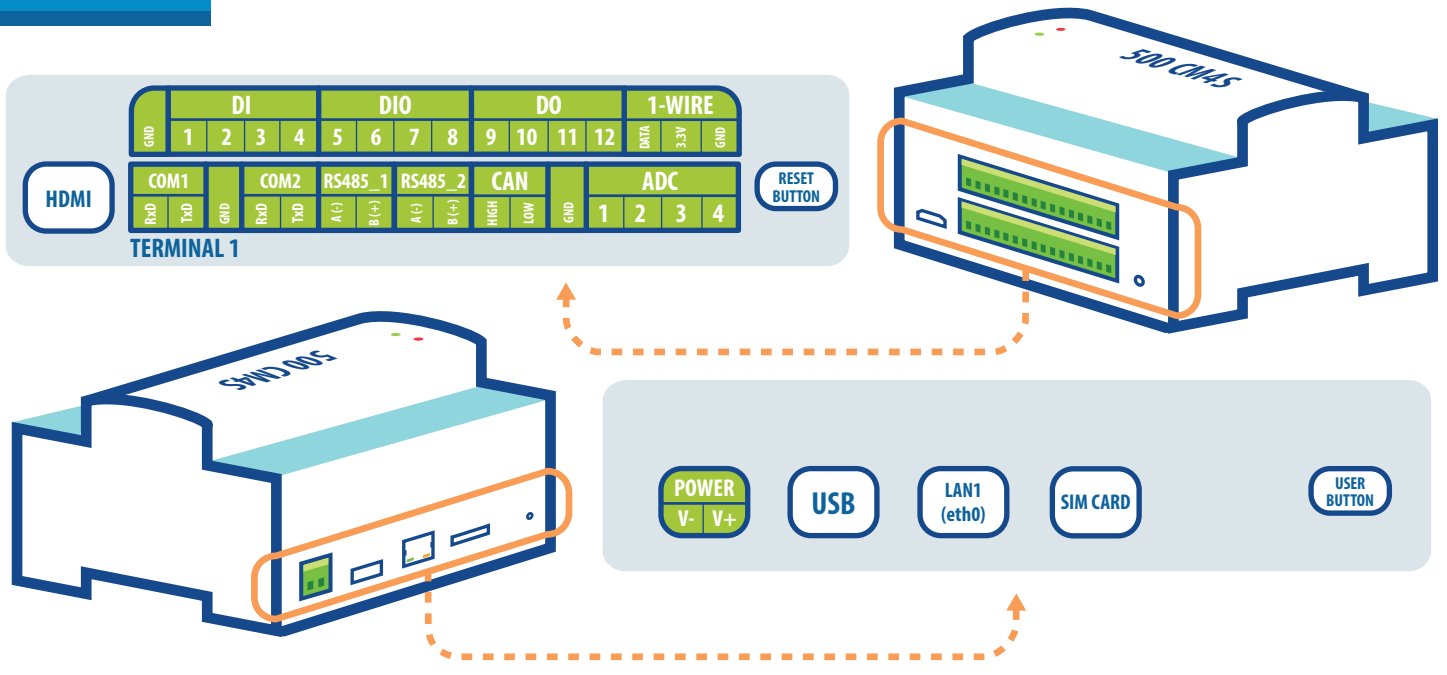 500 CM4S
DI DIO DO 1-WIRE
GND 1 2 3 4 5 6 7 8 9 10 11 12 DATA 3.3V GND
HDMI
COM1 GND COM2 RS485_1 RS485_2 CAN GND ADC
RxD TxD RxD TxD A (-) B (+) A (-) B (+) HIGH LOW 1 2 3 4
RESET
BUTTON
TERMINAL 1
500 CM4S
POWER
V- V+
USB
LAN1
(eth0)
SIM CARD
USER
BUTTON